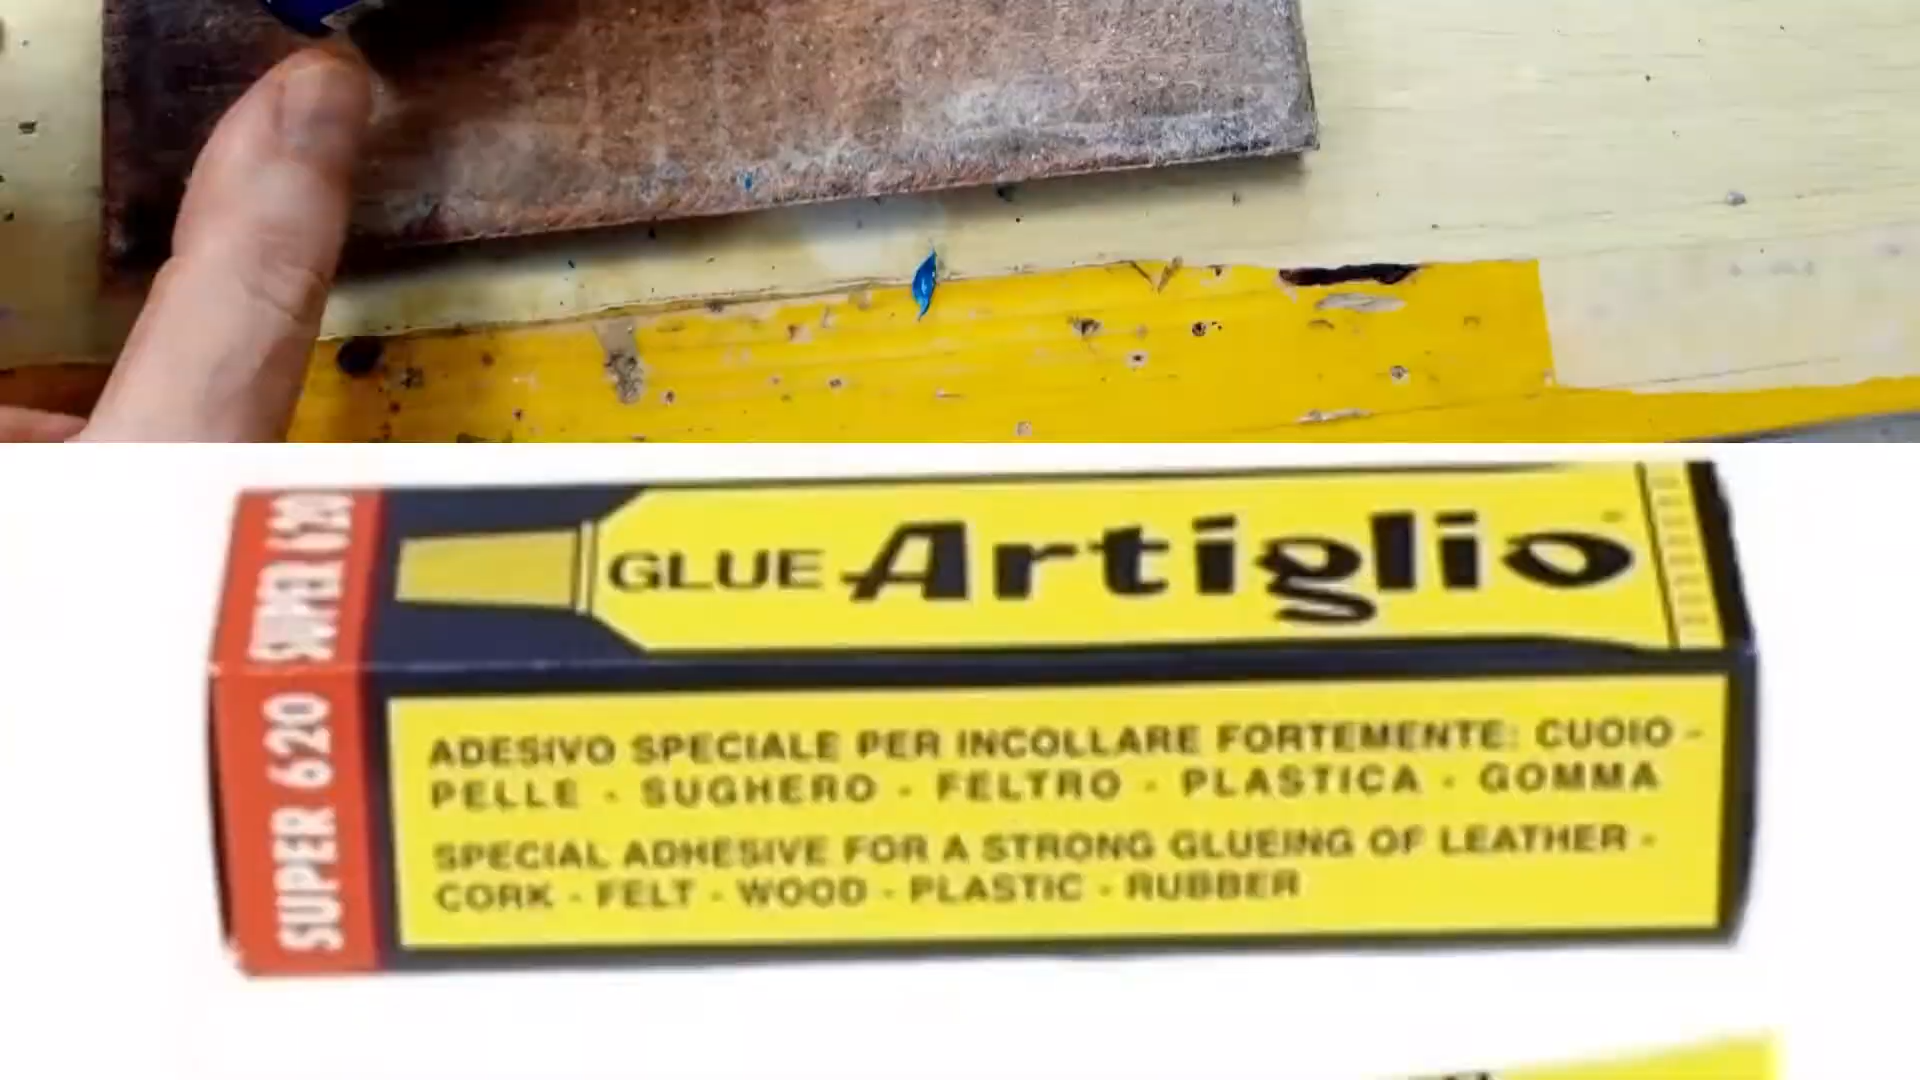 SUPER 620
GLUE Artiglio
SUPER 620
ADESIVO SPECIALE PER INCOLLARE FORTEMENTE: CUOIO -
PELLE - SUGHERO - FELTRO - PLASTICA - GOMMA
SPECIAL ADHESIVE FOR A STRONG GLUEING OF LEATHER -
CORK - FELT - WOOD - PLASTIC - RUBBER